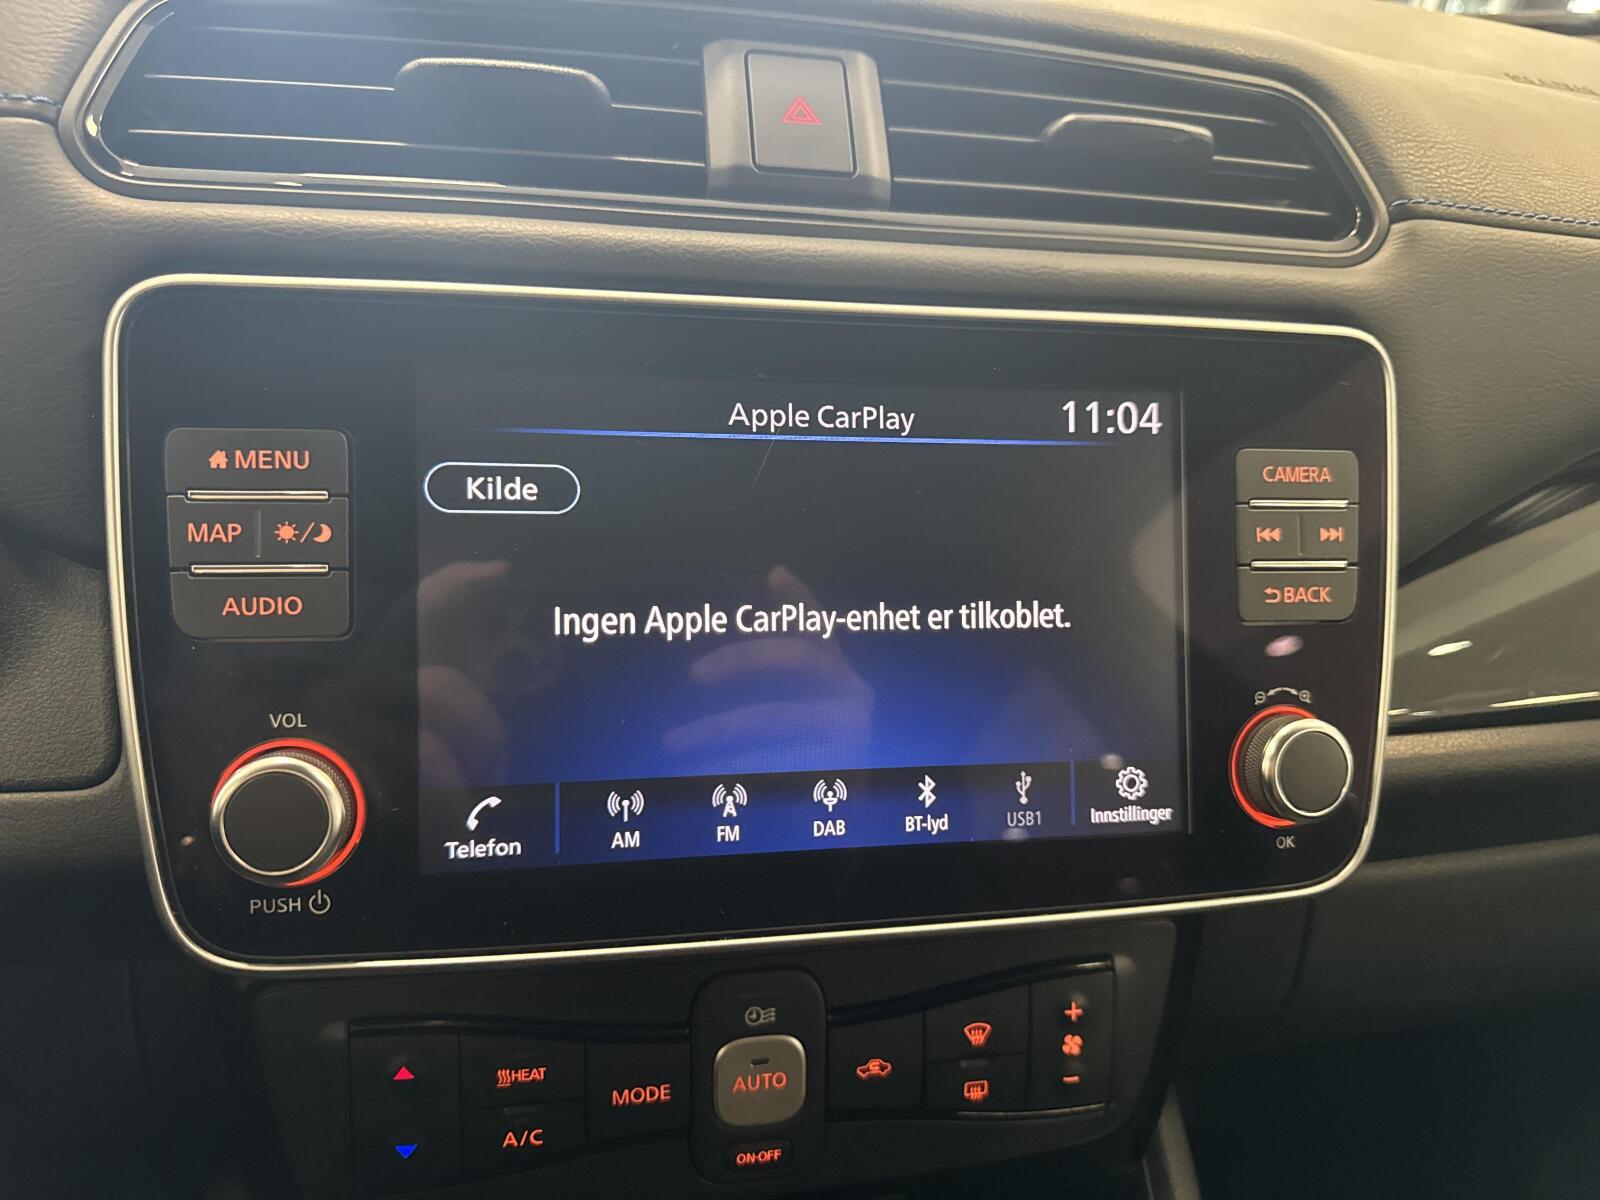 Apple CarPlay
11:04
Kilde
Ingen Apple CarPlay-enhet er tilkoblet.
Telefon
AM
FM
DAB
BT-lyd
USB1
Innstillinger
MENU
MAP
AUDIO
VOL
PUSH
CAMERA
BACK
OK
HEAT
A/C
MODE
AUTO
ON·OFF